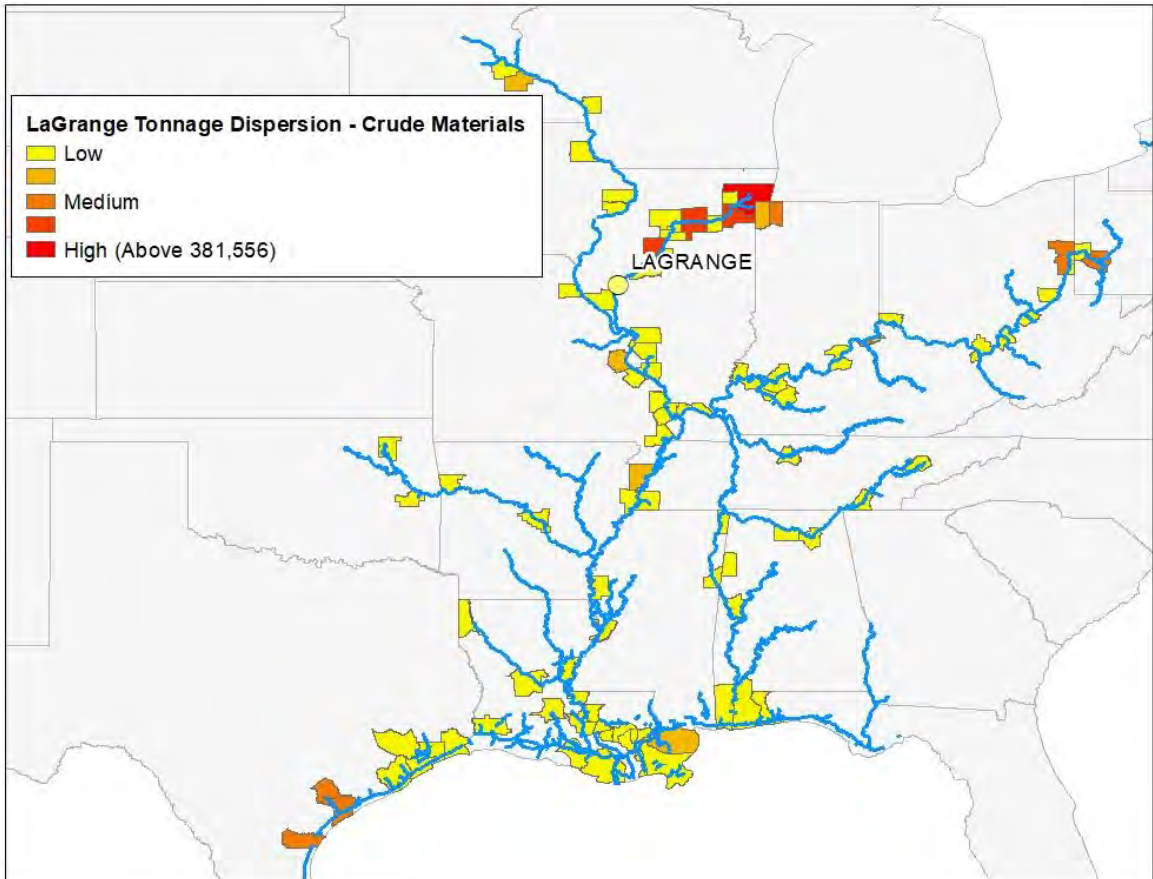 LaGrange Tonnage Dispersion - Crude Materials
Low
Medium
High (Above 381,556)
LAGRANGE